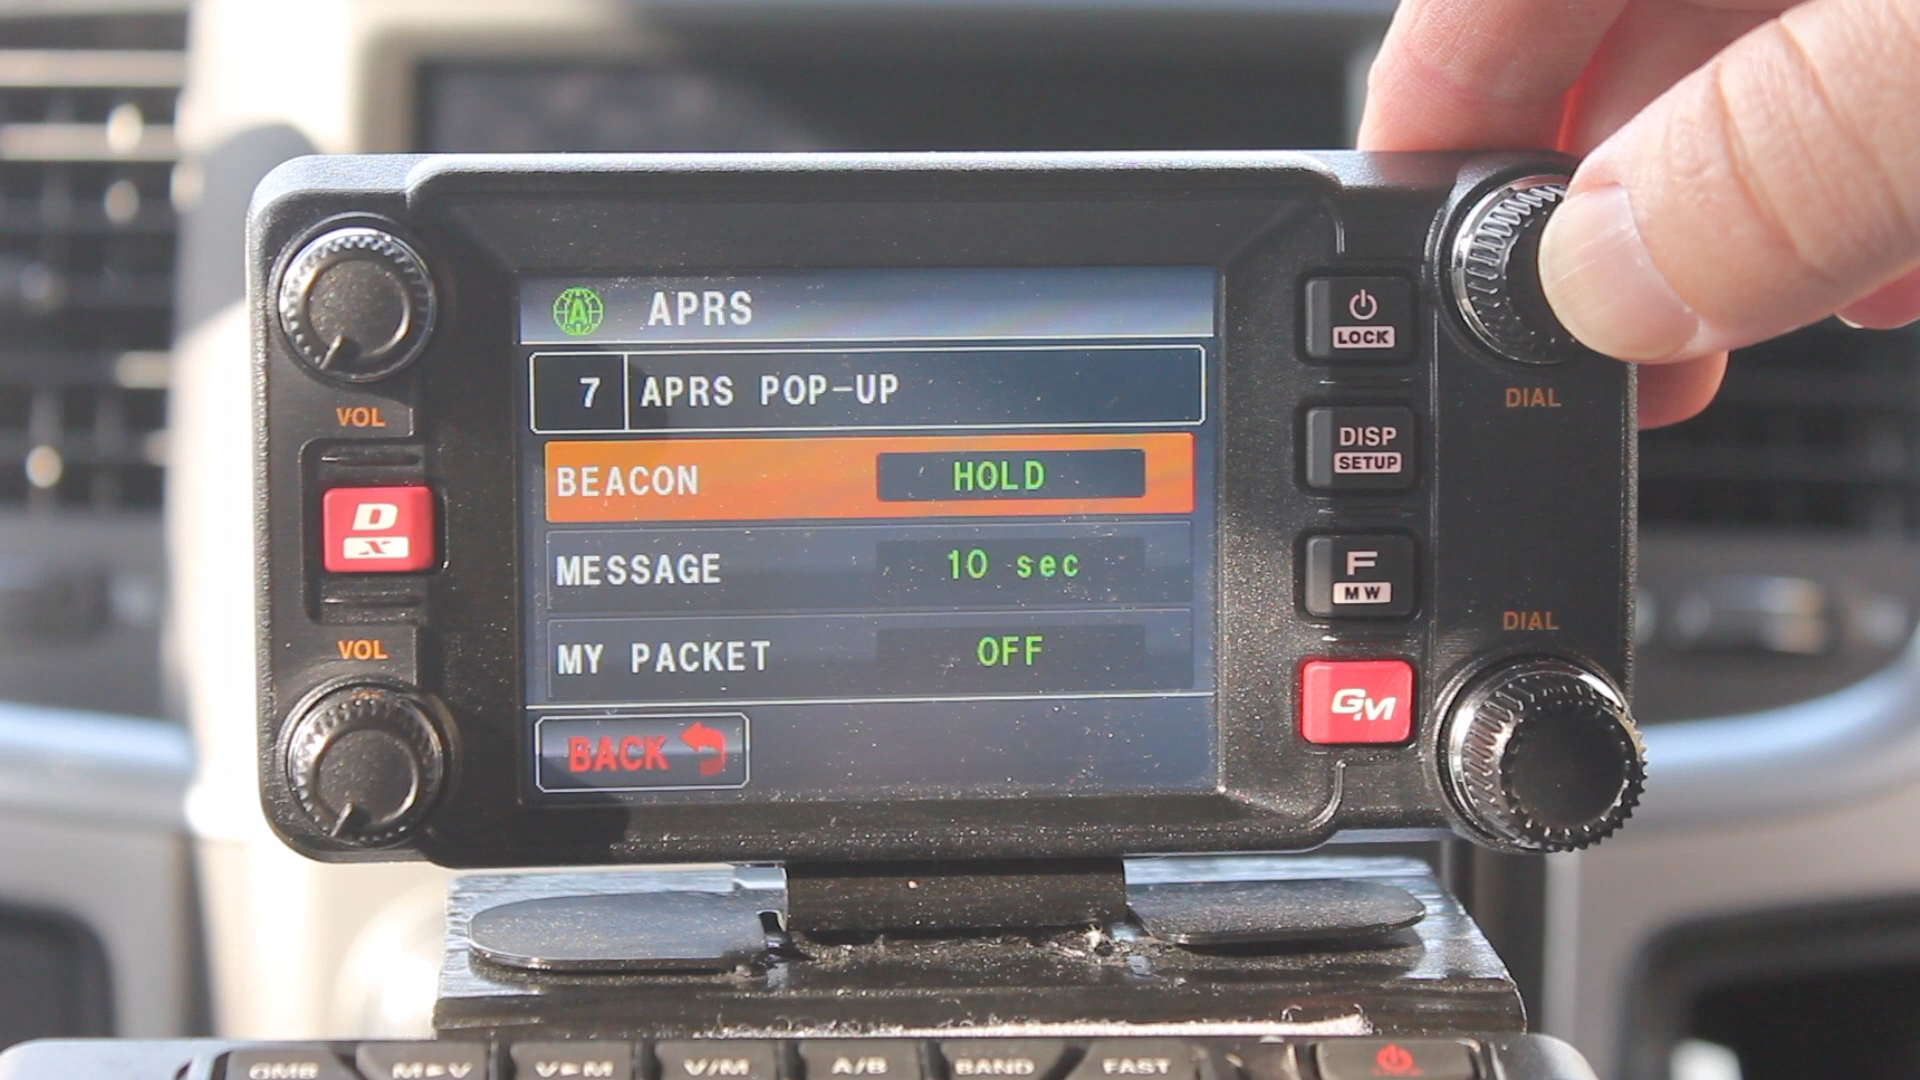 A APRS
7 APRS POP-UP
BEACON HOLD
MESSAGE 10 sec
MY PACKET OFF
BACK
VOL
D
X
VOL
LOCK
DISP
SETUP
F
MW
GM
DIAL
DIAL
M►V V►M V/M A/B BAND FAST